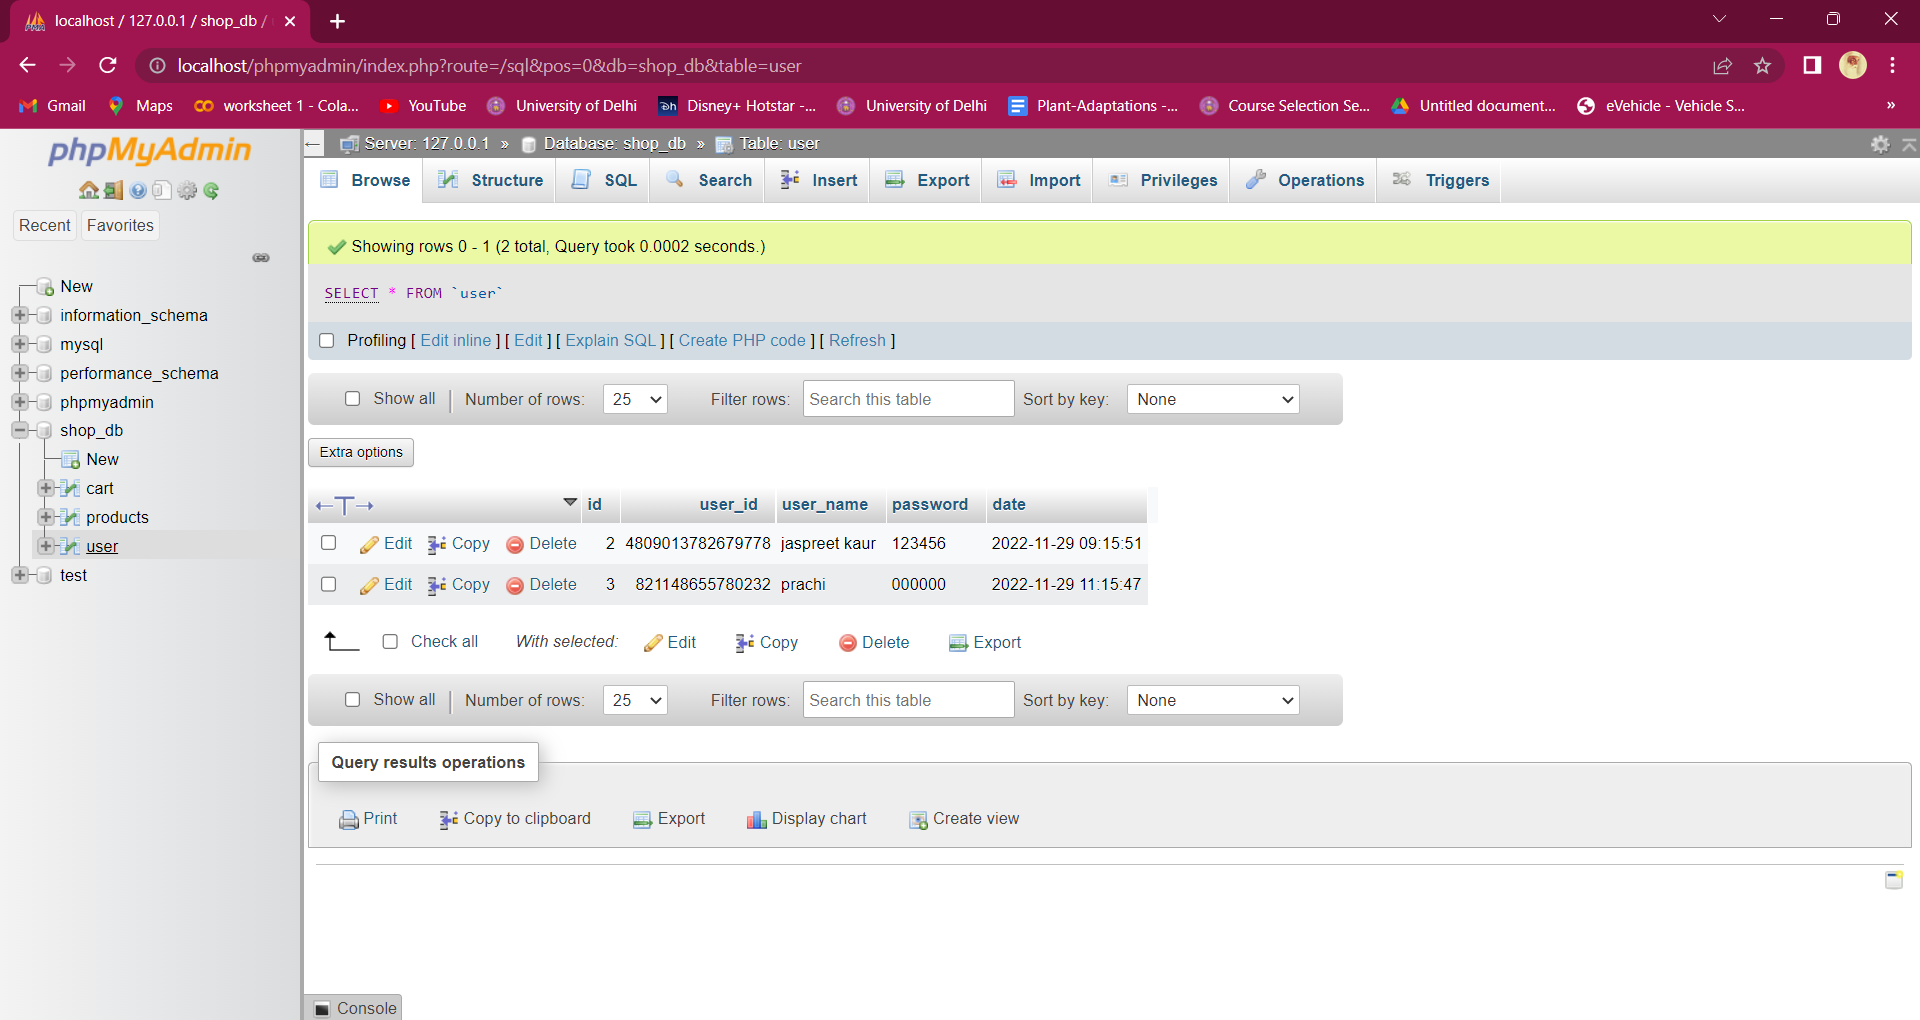 localhost / 127.0.0.1 / shop_db /
localhost/phpmyadmin/index.php?route=/sql&pos=0&db=shop_db&table=user
Gmail Maps worksheet 1 - Cola... YouTube University of Delhi Disney+ Hotstar -... University of Delhi Plant-Adaptations -... Course Selection Se... Untitled document... eVehicle - Vehicle S... »
phpMyAdmin
Recent Favorites
New
information_schema
mysql
performance_schema
phpmyadmin
shop_db
New
cart
products
user
test
Server: 127.0.0.1 » Database: shop_db » Table: user
Browse Structure SQL Search Insert Export Import Privileges Operations Triggers
Showing rows 0 - 1 (2 total, Query took 0.0002 seconds.)
SELECT * FROM `user`
Profiling [ Edit inline ] [ Edit ] [ Explain SQL ] [ Create PHP code ] [ Refresh ]
Show all Number of rows: 25 Filter rows: Search this table Sort by key: None
Extra options
←T→ id user_id user_name password date
Edit Copy Delete 2 4809013782679778 jaspreet kaur 123456 2022-11-29 09:15:51
Edit Copy Delete 3 821148655780232 prachi 000000 2022-11-29 11:15:47
Check all With selected: Edit Copy Delete Export
Show all Number of rows: 25 Filter rows: Search this table Sort by key: None
Query results operations
Print Copy to clipboard Export Display chart Create view
Console